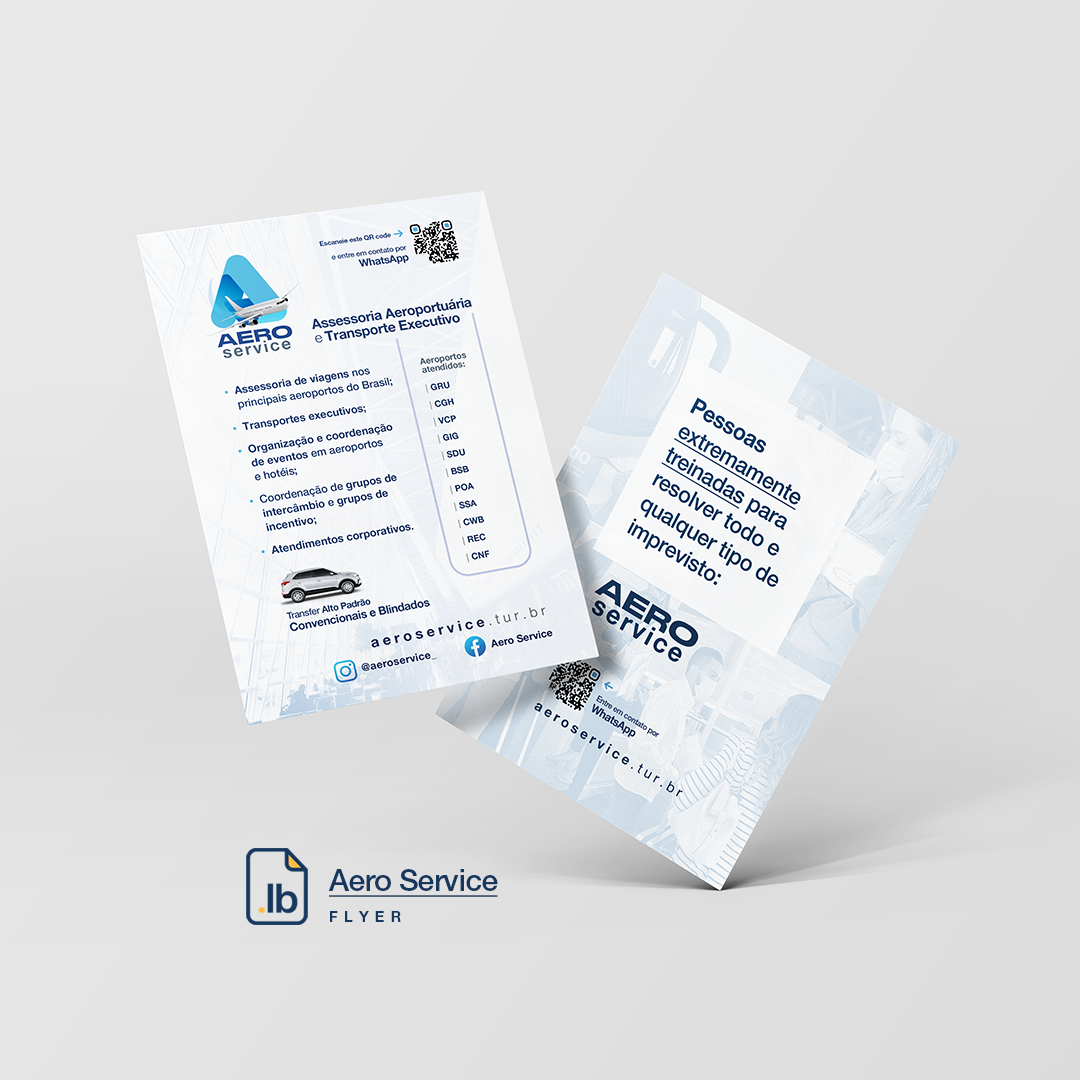 Escaneie este QR code →
e entre em contato por
WhatsApp
AERO
service
Assessoria Aeroportuária
e Transporte Executivo
• Assessoria de viagens nos
principais aeroportos do Brasil;
• Transportes executivos;
• Organização e coordenação
de eventos em aeroportos
e hotéis;
• Coordenação de grupos de
intercâmbio e grupos de
incentivo;
• Atendimentos corporativos.
Aeroportos
atendidos:
| GRU
| CGH
| VCP
| GIG
| SDU
| BSB
| POA
| SSA
| CWB
| REC
| CNF
Transfer Alto Padrão
Convencionais e Blindados
aeroservice.tur.br
@aeroservice_
Aero Service
Pessoas
extremamente
treinadas para
resolver todo e
qualquer tipo de
imprevisto:
AERO
service
←
Entre em contato por
WhatsApp
aeroservice.tur.br
.lb
Aero Service
FLYER